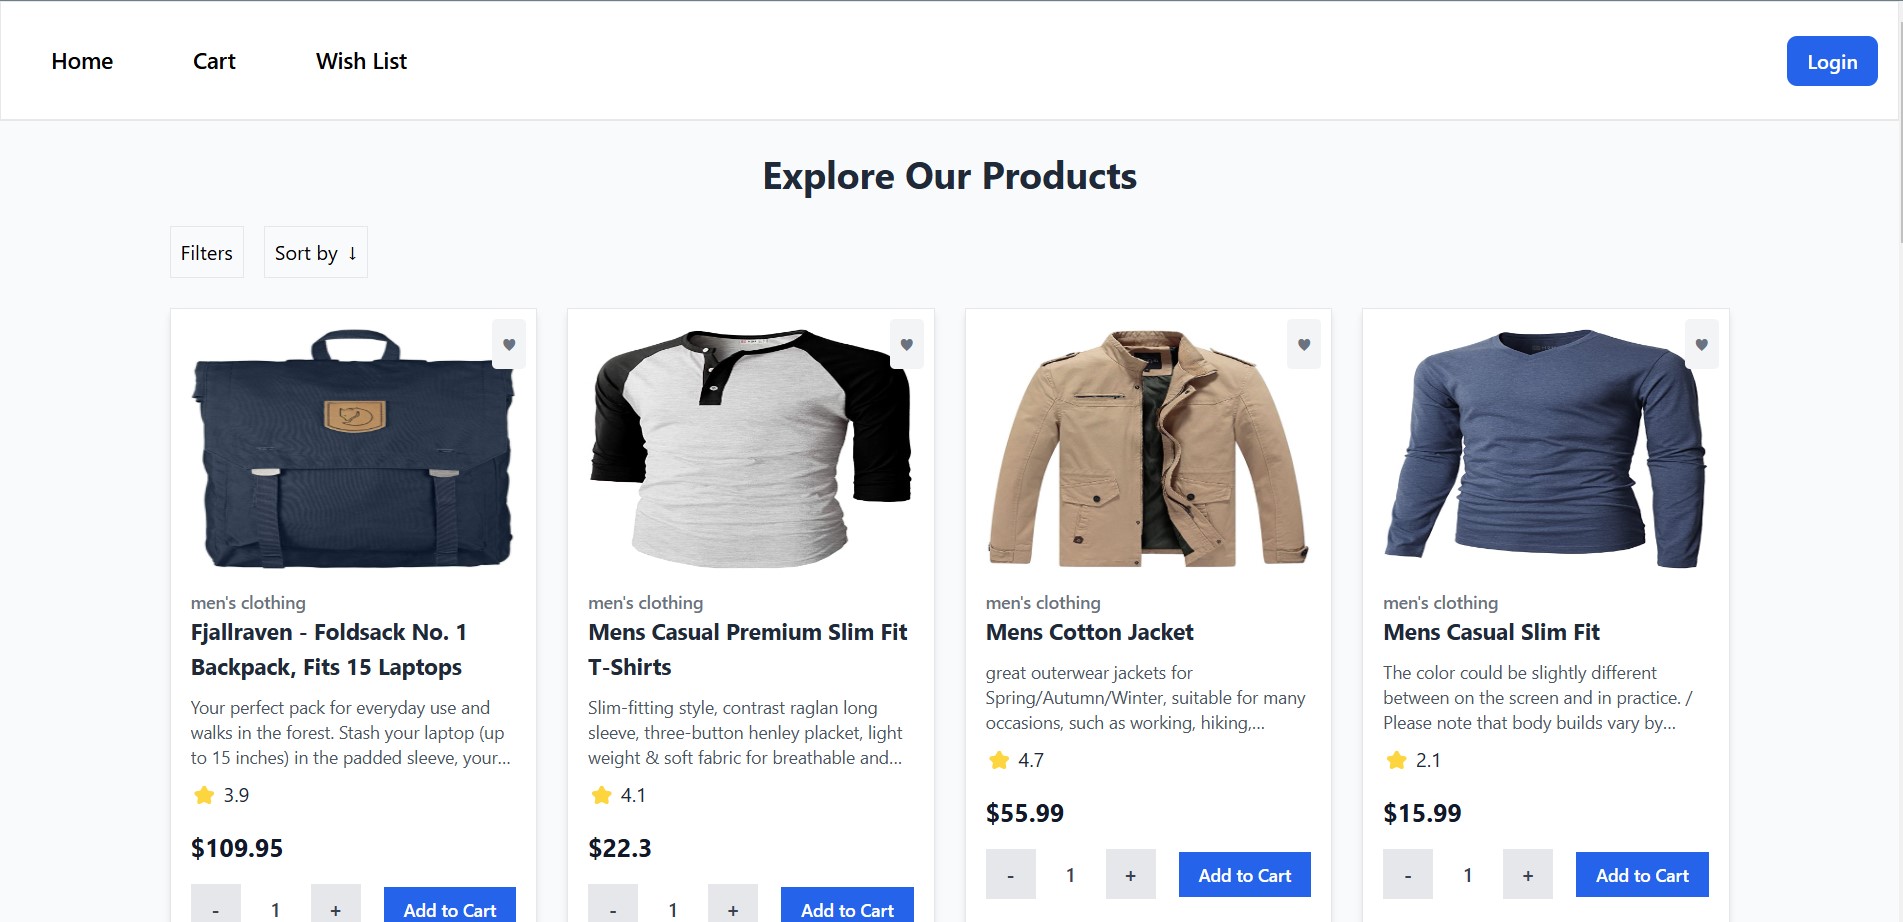 Home
Cart
Wish List
Login
Explore Our Products
Filters
Sort by ↓
men's clothing
Fjallraven - Foldsack No. 1
Backpack, Fits 15 Laptops
Your perfect pack for everyday use and
walks in the forest. Stash your laptop (up
to 15 inches) in the padded sleeve, your...
3.9
$109.95
- 1 + Add to Cart
men's clothing
Mens Casual Premium Slim Fit
T-Shirts
Slim-fitting style, contrast raglan long
sleeve, three-button henley placket, light
weight & soft fabric for breathable and...
4.1
$22.3
- 1 + Add to Cart
men's clothing
Mens Cotton Jacket
great outerwear jackets for
Spring/Autumn/Winter, suitable for many
occasions, such as working, hiking,...
4.7
$55.99
- 1 + Add to Cart
men's clothing
Mens Casual Slim Fit
The color could be slightly different
between on the screen and in practice. /
Please note that body builds vary by...
2.1
$15.99
- 1 + Add to Cart